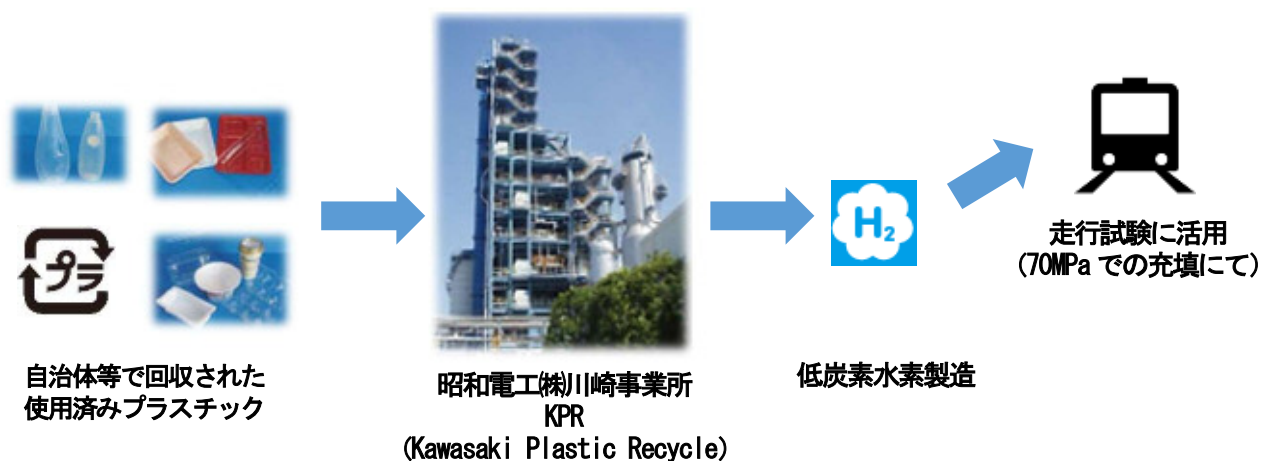 プラ
自治体等で回収された
使用済みプラスチック
昭和電工㈱川崎事業所
KPR
(Kawasaki Plastic Recycle)
H₂
低炭素水素製造
走行試験に活用
(70MPa での充填にて)